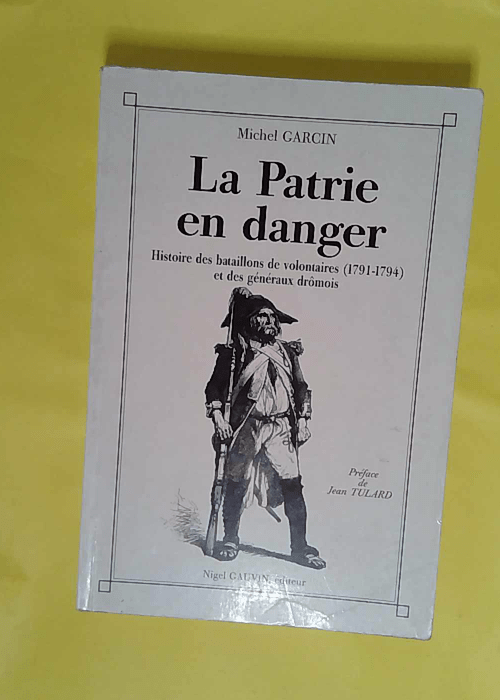 Michel GARCIN
La Patrie
en danger
Histoire des bataillons de volontaires (1791-1794)
et des généraux drômois
Préface
de
Jean TULARD
Nigel GAUVIN, éditeur